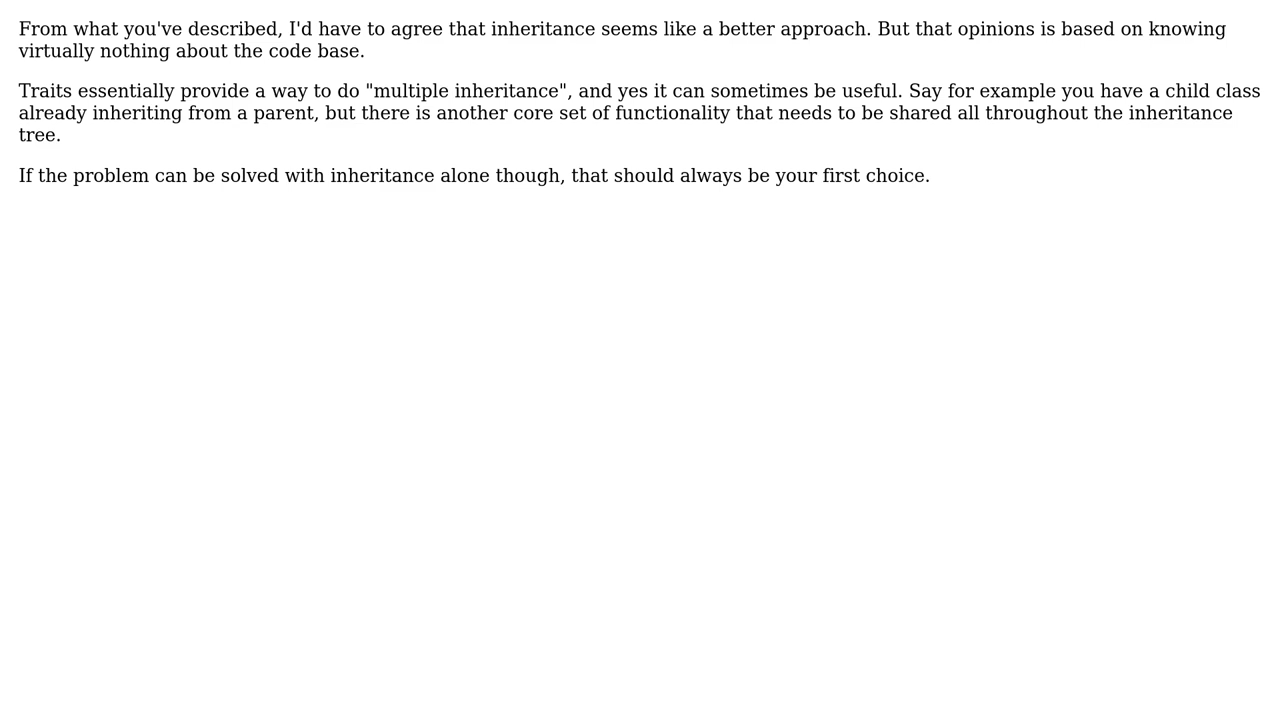 From what you've described, I'd have to agree that inheritance seems like a better approach. But that opinions is based on knowing
virtually nothing about the code base.
Traits essentially provide a way to do "multiple inheritance", and yes it can sometimes be useful. Say for example you have a child class
already inheriting from a parent, but there is another core set of functionality that needs to be shared all throughout the inheritance
tree.
If the problem can be solved with inheritance alone though, that should always be your first choice.